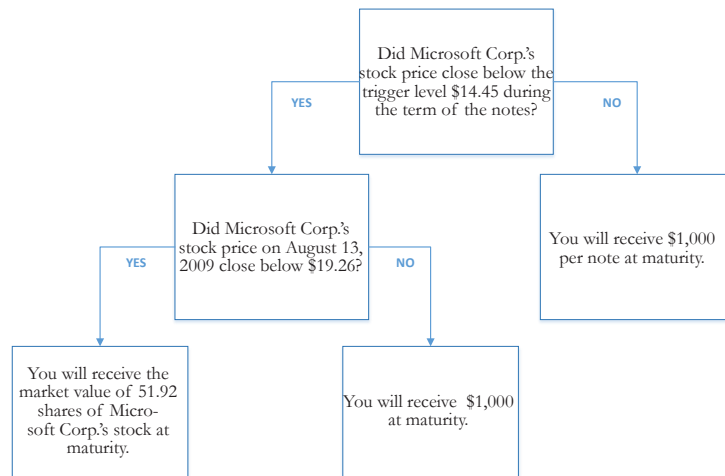 Did Microsoft Corp.'s
stock price close below the
trigger level $14.45 during
the term of the notes?
YES
NO
Did Microsoft Corp.'s
stock price on August 13,
2009 close below $19.26?
You will receive $1,000
per note at maturity.
YES
NO
You will receive the
market value of 51.92
shares of Micro-
soft Corp.'s stock at
maturity.
You will receive $1,000
at maturity.